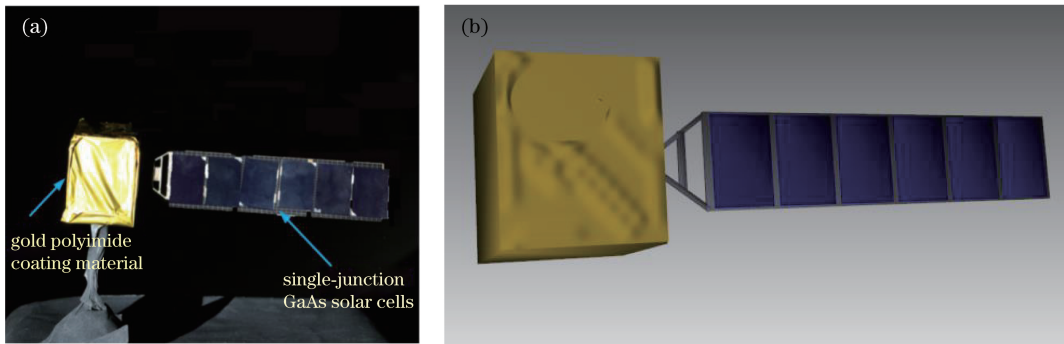 (a)
gold polyimide
coating material
single-junction
GaAs solar cells
(b)